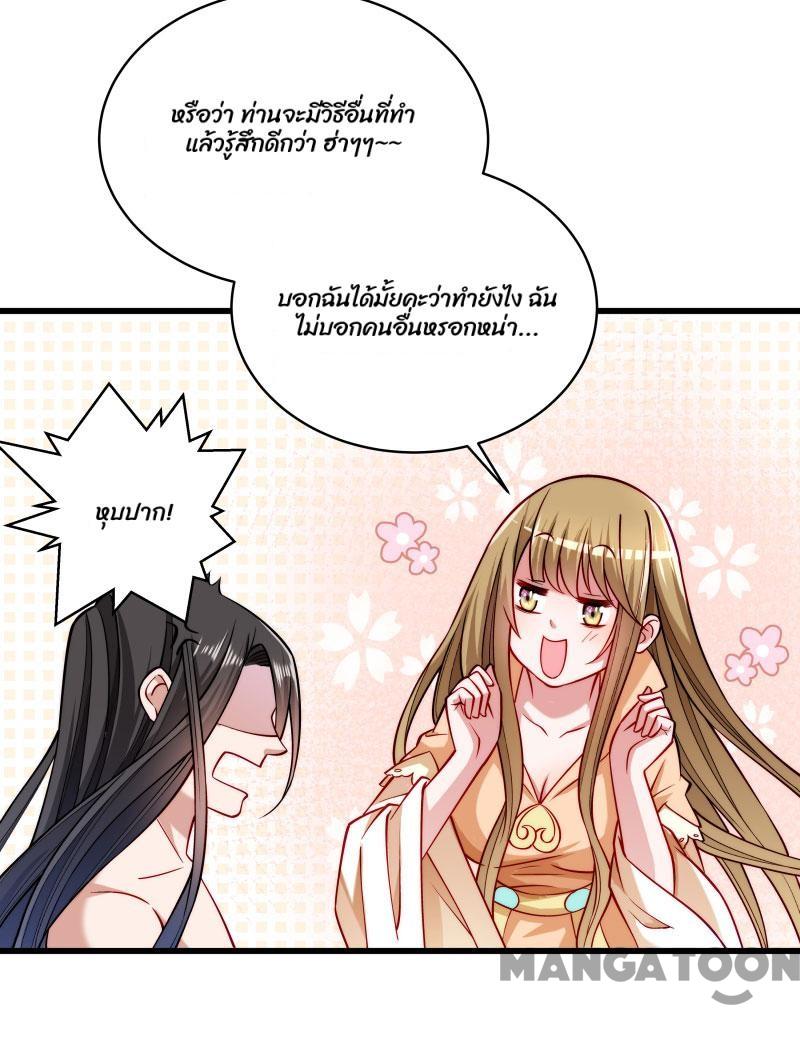 หรือว่า ท่านจะมีวิธีอื่นที่ทำ
แล้วรู้สึกดีกว่า ฮ่าๆๆ~~
บอกฉันได้มั้ยคะว่าทำยังไง ฉัน
ไม่บอกคนอื่นหรอกหน่า...
หุบปาก!
MANGATOON